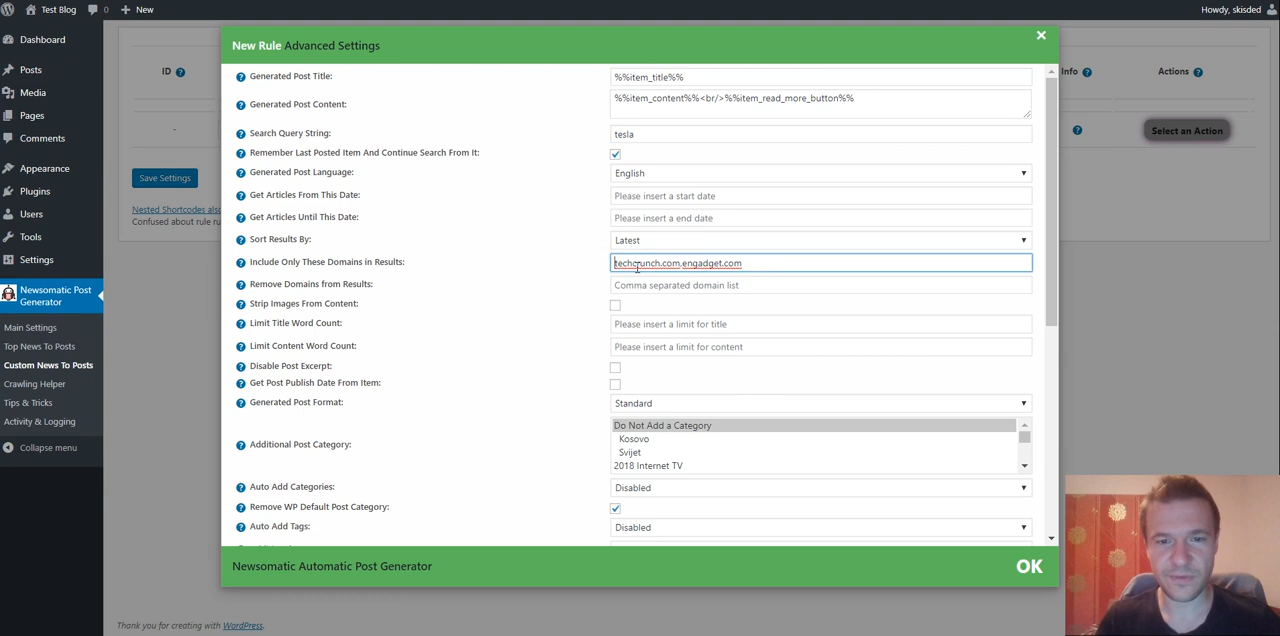 Test Blog
0
New
Howdy, skisded
Dashboard
Posts
Media
Pages
Comments
Appearance
Plugins
Users
Tools
Settings
Newsomatic Post
Generator
Main Settings
Top News To Posts
Custom News To Posts
Crawling Helper
Tips & Tricks
Activity & Logging
Collapse menu
ID
-
Save Settings
Nested Shortcodes also
Info
Actions
Select an Action
New Rule Advanced Settings
Generated Post Title:
%%item_title%%
Generated Post Content:
%%item_content%%<br/>%%item_read_more_button%%
Search Query String:
tesla
Remember Last Posted Item And Continue Search From It:
Generated Post Language:
English
Get Articles From This Date:
Please insert a start date
Get Articles Until This Date:
Please insert a end date
Sort Results By:
Latest
Include Only These Domains in Results:
techcrunch.com,engadget.com
Remove Domains from Results:
Comma separated domain list
Strip Images From Content:
Limit Title Word Count:
Please insert a limit for title
Limit Content Word Count:
Please insert a limit for content
Disable Post Excerpt:
Get Post Publish Date From Item:
Generated Post Format:
Standard
Additional Post Category:
Do Not Add a Category
Kosovo
Svijet
2018 Internet TV
Auto Add Categories:
Disabled
Remove WP Default Post Category:
Auto Add Tags:
Disabled
Newsomatic Automatic Post Generator
OK
Thank you for creating with WordPress.